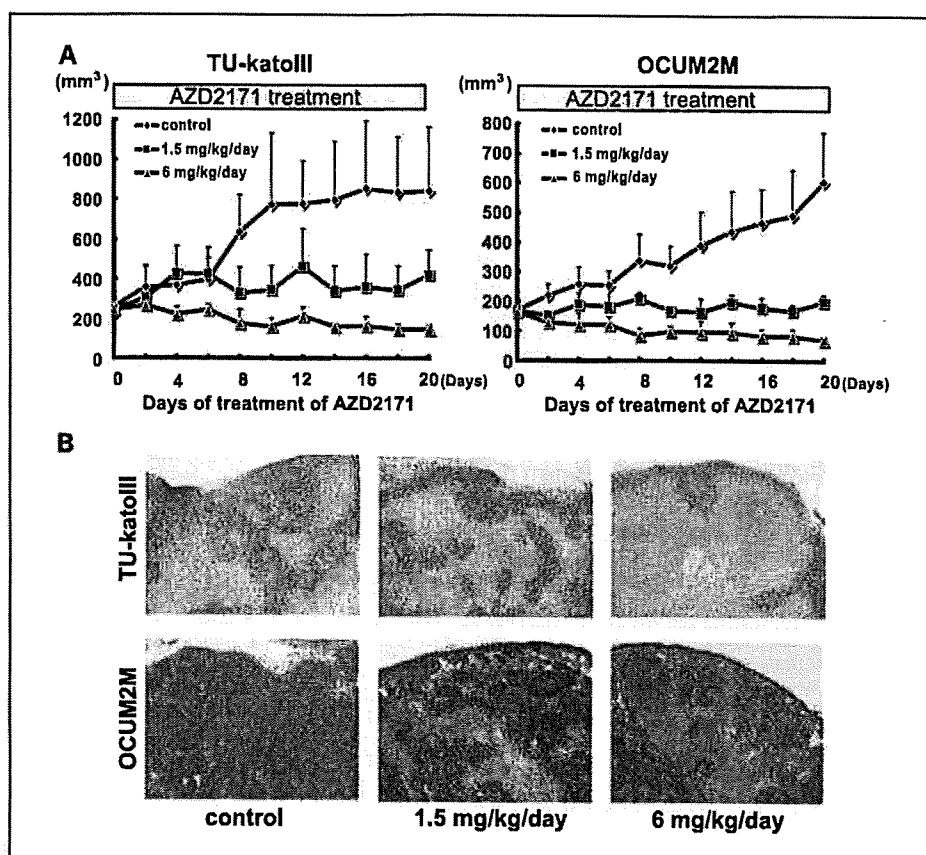 A
TU-katoIII
(mm³)
AZD2171 treatment
1200
1000
800
600
400
200
0
control
1.5 mg/kg/day
6 mg/kg/day
0 4 8 12 16 20 (Days)
Days of treatment of AZD2171
OCUM2M
(mm³)
AZD2171 treatment
800
700
600
500
400
300
200
100
0
control
1.5 mg/kg/day
6 mg/kg/day
0 4 8 12 16 20 (Days)
Days of treatment of AZD2171
B
TU-katoIII
OCUM2M
control 1.5 mg/kg/day 6 mg/kg/day